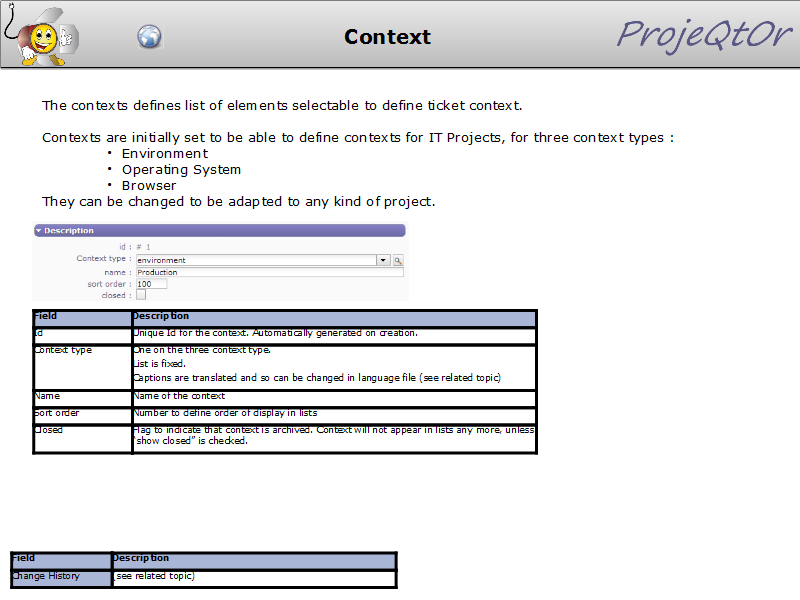 Context
ProjeQtOr
The contexts defines list of elements selectable to define ticket context.
Contexts are initially set to be able to define contexts for IT Projects, for three context types :
• Environment
• Operating System
• Browser
They can be changed to be adapted to any kind of project.
Description
id : # 1
Context type : environment
name : Production
sort order : 100
closed :
Field Description
Id Unique Id for the context. Automatically generated on creation.
Context type One on the three context type.
List is fixed.
Captions are translated and so can be changed in language file (see related topic)
Name Name of the context
Sort order Number to define order of display in lists
Closed Flag to indicate that context is archived. Context will not appear in lists any more, unless
“show closed” is checked.
Field Description
Change History (see related topic)